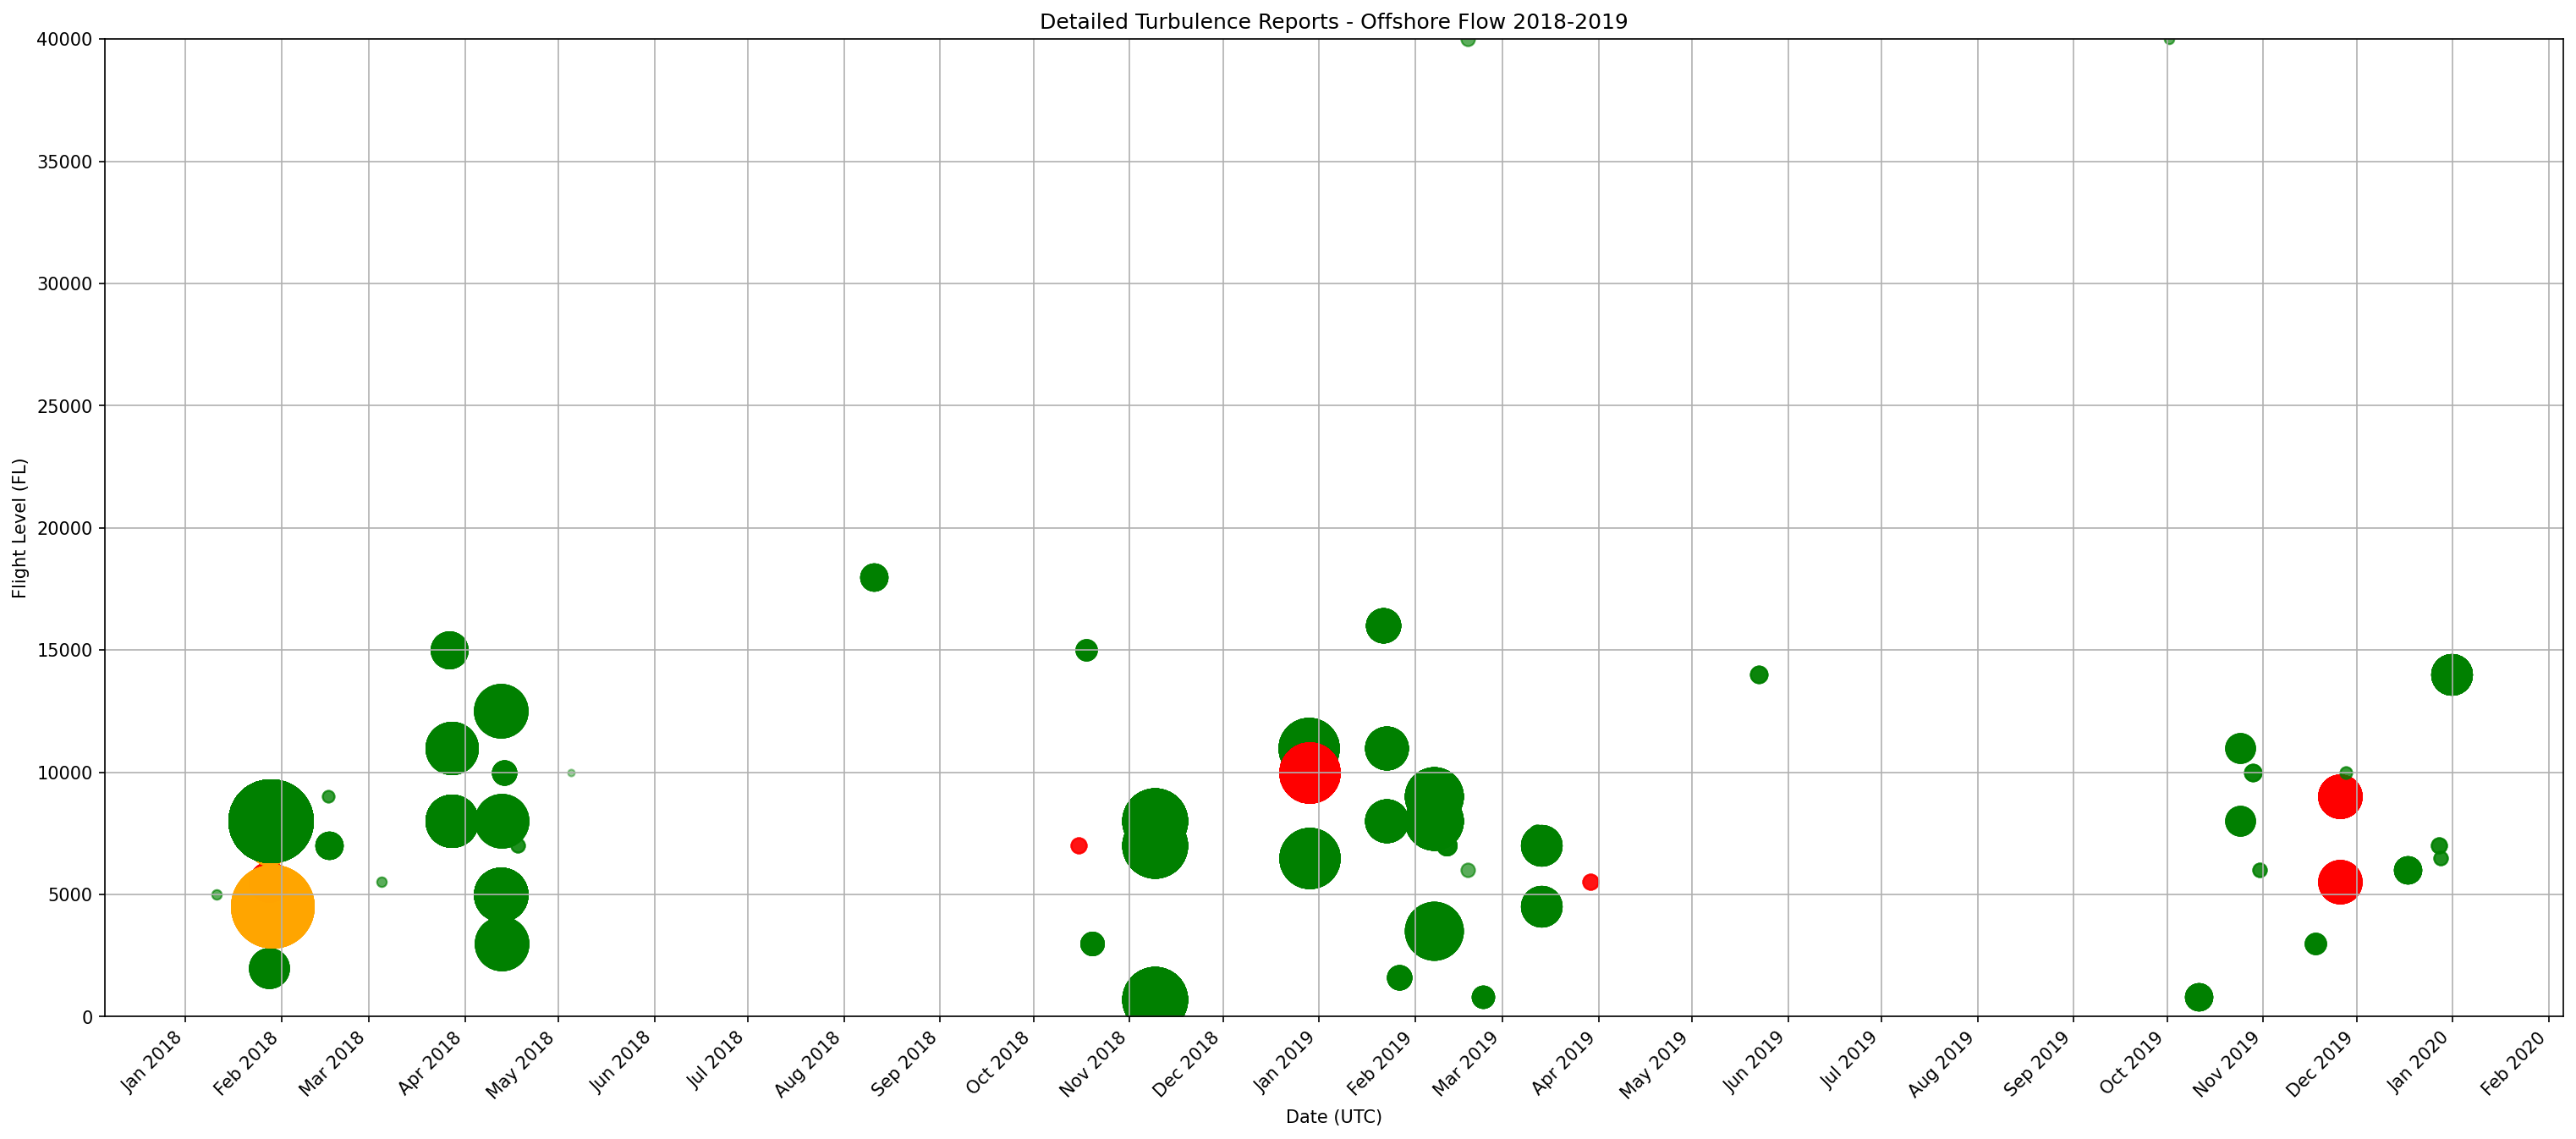 Detailed Turbulence Reports - Offshore Flow 2018-2019
40000
35000
30000
25000
20000
15000
10000
5000
0
Flight Level (FL)
Jan 2018
Feb 2018
Mar 2018
Apr 2018
May 2018
Jun 2018
Jul 2018
Aug 2018
Sep 2018
Oct 2018
Nov 2018
Dec 2018
Jan 2019
Feb 2019
Mar 2019
Apr 2019
May 2019
Jun 2019
Jul 2019
Aug 2019
Sep 2019
Oct 2019
Nov 2019
Dec 2019
Jan 2020
Feb 2020
Date (UTC)